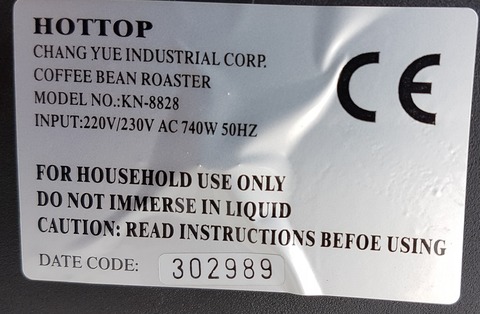 HOTTOP
CHANG YUE INDUSTRIAL CORP.
COFFEE BEAN ROASTER
MODEL NO.:KN-8828
INPUT:220V/230V AC 740W 50HZ
CE
FOR HOUSEHOLD USE ONLY
DO NOT IMMERSE IN LIQUID
CAUTION: READ INSTRUCTIONS BEFOE USING
DATE CODE: 302989